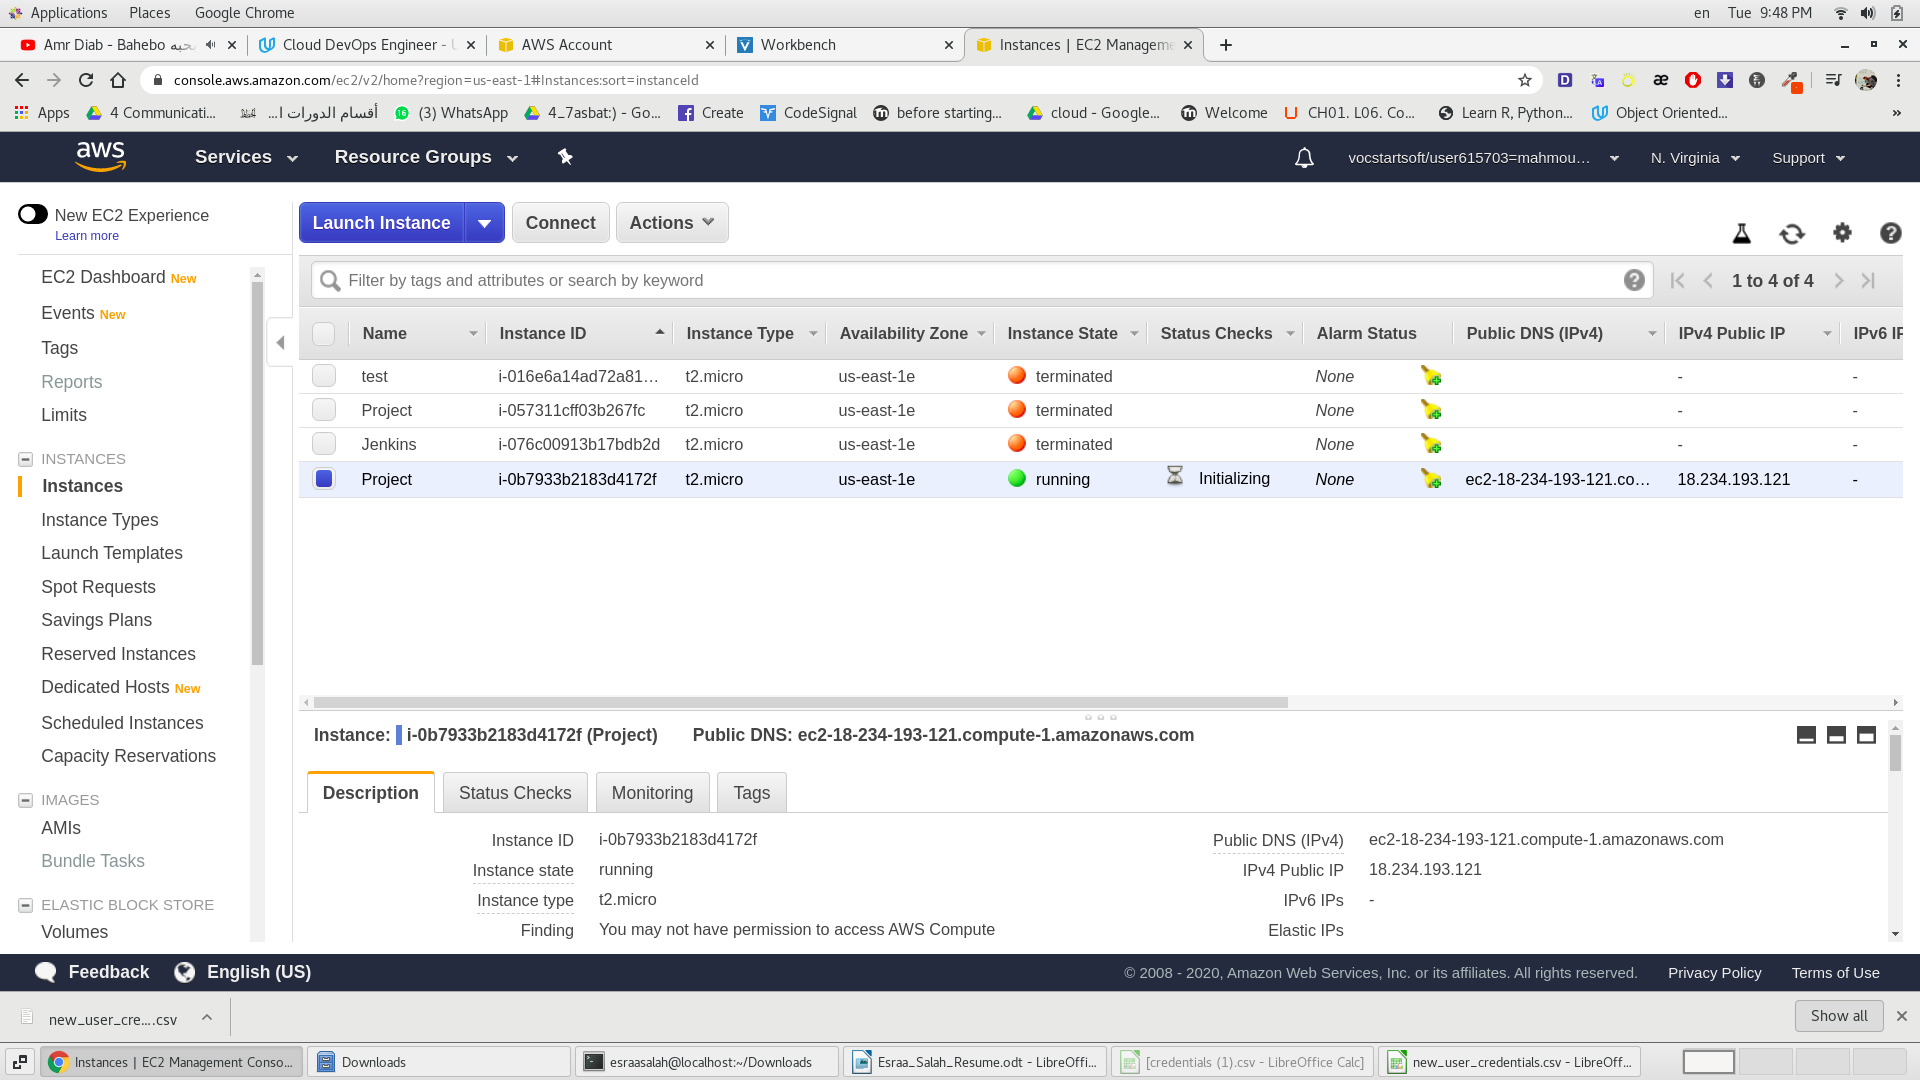 Applications Places Google Chrome en Tue 9:48 PM
Amr Diab - Bahebo Cloud DevOps Engineer - AWS Account Workbench Instances | EC2 Manageme
console.aws.amazon.com/ec2/v2/home?region=us-east-1#Instances:sort=instanceId
Apps 4 Communicati... أقسام الدورات ا... (3) WhatsApp 4_7asbat:) - Go... Create CodeSignal before starting... cloud - Google... Welcome CH01. L06. Co... Learn R, Python... Object Oriented... »
aws Services Resource Groups vocstartsoft/user615703=mahmou... N. Virginia Support
New EC2 Experience
Learn more
Launch Instance Connect Actions
EC2 Dashboard New
Events New
Tags
Reports
Limits
INSTANCES
Instances
Instance Types
Launch Templates
Spot Requests
Savings Plans
Reserved Instances
Dedicated Hosts New
Scheduled Instances
Capacity Reservations
IMAGES
AMIs
Bundle Tasks
ELASTIC BLOCK STORE
Volumes
Filter by tags and attributes or search by keyword 1 to 4 of 4
Name Instance ID Instance Type Availability Zone Instance State Status Checks Alarm Status Public DNS (IPv4) IPv4 Public IP IPv6 IP
test i-016e6a14ad72a81... t2.micro us-east-1e terminated None - -
Project i-057311cff03b267fc t2.micro us-east-1e terminated None - -
Jenkins i-076c00913b17bdb2d t2.micro us-east-1e terminated None - -
Project i-0b7933b2183d4172f t2.micro us-east-1e running Initializing None ec2-18-234-193-121.co... 18.234.193.121 -
Instance: i-0b7933b2183d4172f (Project) Public DNS: ec2-18-234-193-121.compute-1.amazonaws.com
Description Status Checks Monitoring Tags
Instance ID i-0b7933b2183d4172f Public DNS (IPv4) ec2-18-234-193-121.compute-1.amazonaws.com
Instance state running IPv4 Public IP 18.234.193.121
Instance type t2.micro IPv6 IPs -
Finding You may not have permission to access AWS Compute Elastic IPs
Feedback English (US) © 2008 - 2020, Amazon Web Services, Inc. or its affiliates. All rights reserved. Privacy Policy Terms of Use
new_user_cre....csv Show all
Instances | EC2 Management Conso... Downloads esraasalah@localhost:~/Downloads Esraa_Salah_Resume.odt - LibreOffi... [credentials (1).csv - LibreOffice Calc] new_user_credentials.csv - LibreOff...